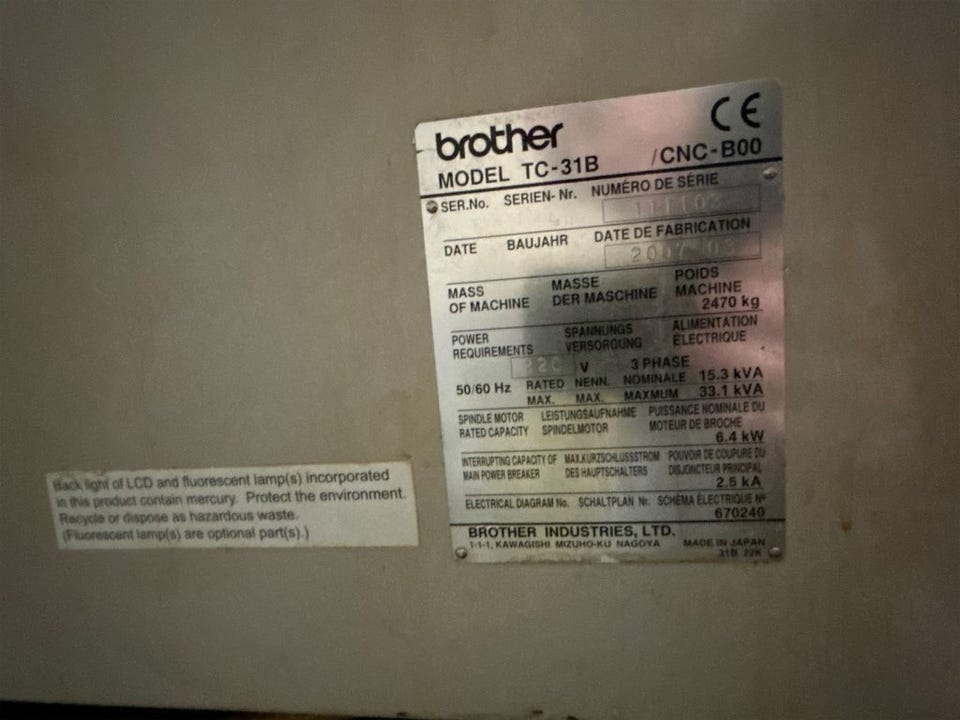 CE
brother
MODEL TC-31B /CNC-B00
SER.No. SERIEN-Nr. NUMÉRO DE SÉRIE
DATE BAUJAHR DATE DE FABRICATION
MASS OF MACHINE MASSE DER MASCHINE POIDS MACHINE
2470 kg
POWER REQUIREMENTS SPANNUNGS VERSORGUNG ALIMENTATION ÉLECTRIQUE
220 V 3 PHASE
50/60 Hz RATED NENN. NOMINALE 15.3 kVA
MAX. MAX. MAXMUM 33.1 kVA
SPINDLE MOTOR RATED CAPACITY LEISTUNGSAUFNAHME SPINDELMOTOR PUISSANCE NOMINALE DU MOTEUR DE BROCHE
6.4 kW
INTERRUPTING CAPACITY OF MAIN POWER BREAKER MAX.KURZSCHLUSSSTROM DES HAUPTSCHALTERS POUVOIR DE COUPURE DU DISJONCTEUR PRINCIPAL
2.5 kA
ELECTRICAL DIAGRAM No. SCHALTPLAN Nr. SCHÉMA ÉLECTRIQUE Nº
670240
BROTHER INDUSTRIES, LTD.
1-1-1, KAWAGISHI MIZUHO-KU NAGOYA MADE IN JAPAN
Back light of LCD and fluorescent lamp(s) incorporated
in this product contain mercury. Protect the environment.
Recycle or dispose as hazardous waste.
(Fluorescent lamp(s) are optional part(s).)